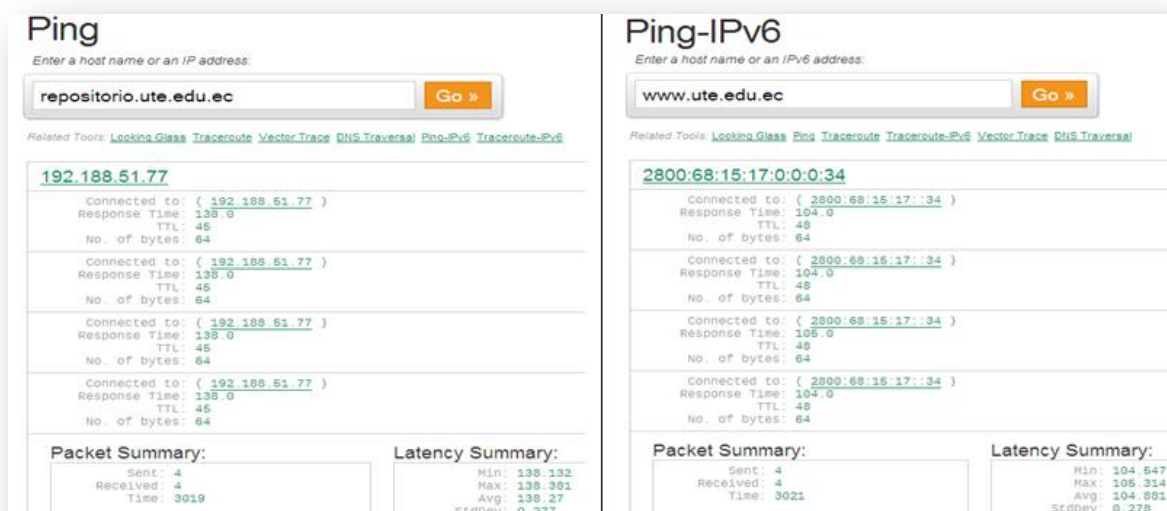 Ping
Enter a host name or an IP address:
repositorio.ute.edu.ec
Go »
Related Tools: Looking Glass Traceroute Vector Trace DNS Traversal Ping-IPv6 Traceroute-IPv6
192.188.51.77
Connected to: ( 192.188.51.77 )
Response Time: 138.0
TTL: 45
No. of bytes: 64
Connected to: ( 192.188.51.77 )
Response Time: 138.0
TTL: 45
No. of bytes: 64
Connected to: ( 192.188.51.77 )
Response Time: 138.0
TTL: 45
No. of bytes: 64
Connected to: ( 192.188.51.77 )
Response Time: 138.0
TTL: 45
No. of bytes: 64
Packet Summary:
Sent: 4
Received: 4
Time: 3019
Latency Summary:
Min: 138.132
Max: 138.381
Avg: 138.27
StdDev: 0.277
Ping-IPv6
Enter a host name or an IPv6 address:
www.ute.edu.ec
Go »
Related Tools: Looking Glass Ping Traceroute Traceroute-IPv6 Vector Trace DNS Traversal
2800:68:15:17:0:0:0:34
Connected to: ( 2800:68:15:17::34 )
Response Time: 104.0
TTL: 48
No. of bytes: 64
Connected to: ( 2800:68:15:17::34 )
Response Time: 104.0
TTL: 48
No. of bytes: 64
Connected to: ( 2800:68:15:17::34 )
Response Time: 105.0
TTL: 48
No. of bytes: 64
Connected to: ( 2800:68:15:17::34 )
Response Time: 104.0
TTL: 48
No. of bytes: 64
Packet Summary:
Sent: 4
Received: 4
Time: 3021
Latency Summary:
Min: 104.547
Max: 105.314
Avg: 104.881
StdDev: 0.278